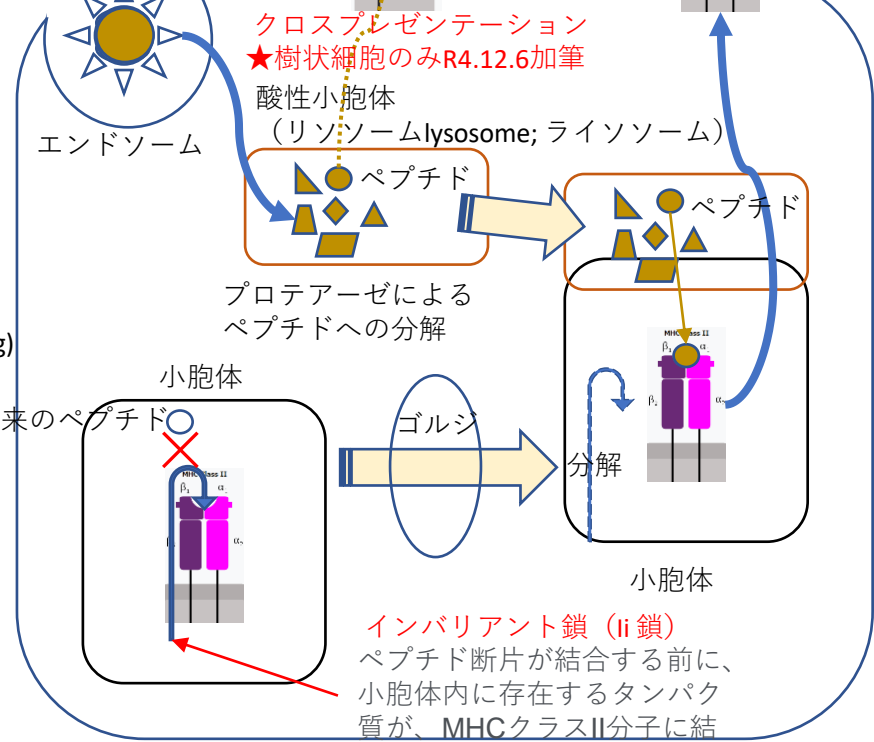 クロスプレゼンテーション
★樹状細胞のみR4.12.6加筆
酸性小胞体
（リソソームlysosome; ライソソーム）
エンドソーム
ペプチド
ペプチド
プロテアーゼによる
ペプチドへの分解
g)
小胞体
来のペプチド
ゴルジ
分解
MHC Class II
β₁ α
β₂ α₂
MHC Class II
β₁ α
α₂
小胞体
インバリアント鎖（Ii 鎖）
ペプチド断片が結合する前に、
小胞体内に存在するタンパク
質が、MHCクラスII分子に結